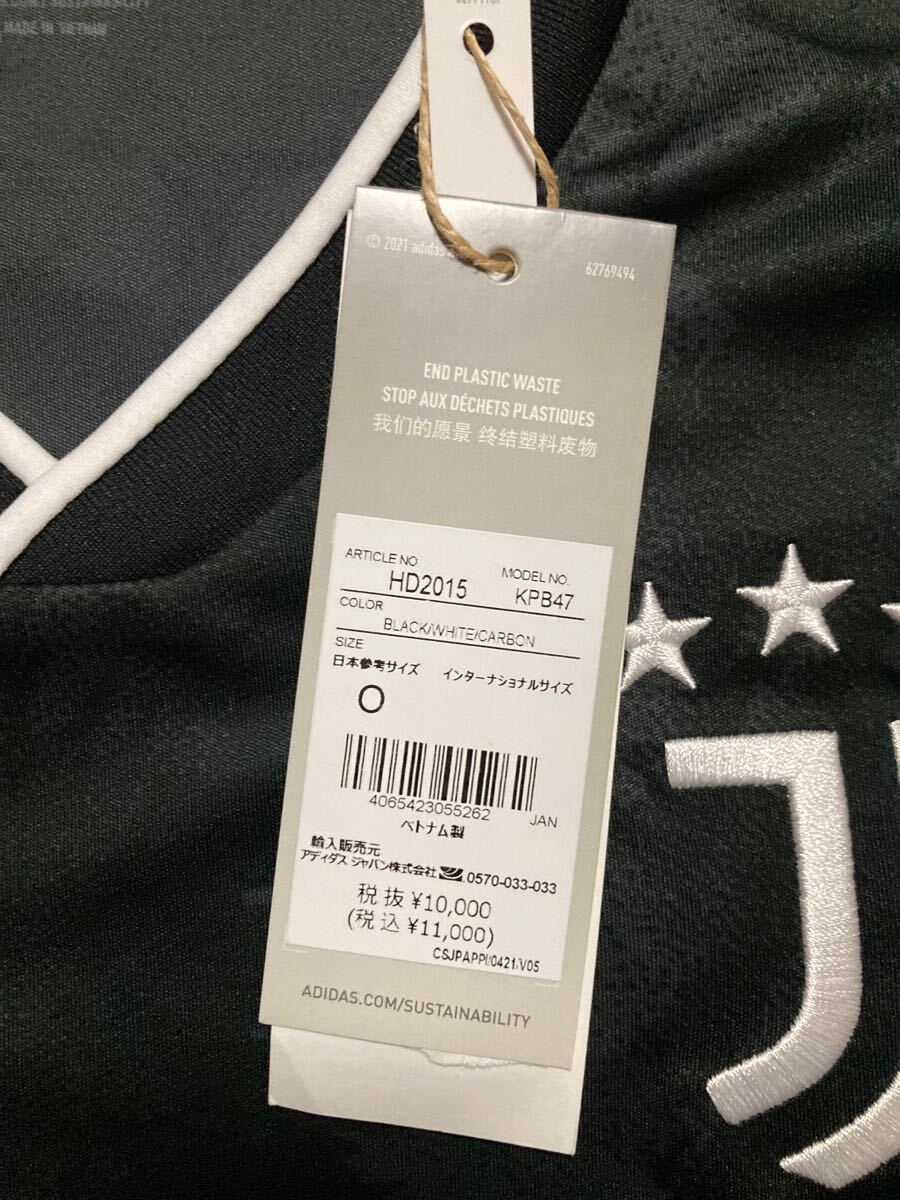 MADE IN VIETNAM
© 2021 adidas
62769494
END PLASTIC WASTE
STOP AUX DÉCHETS PLASTIQUES
我们的愿景 终结塑料废物
ARTICLE NO. MODEL NO.
HD2015 KPB47
COLOR
BLACK/WHITE/CARBON
SIZE
日本参考サイズ インターナショナルサイズ
O
4065423055262 JAN
ベトナム製
輸入販売元
アディダス ジャパン株式会社 0570-033-033
税抜 ¥10,000
(税込 ¥11,000)
CSJPAPPI/0421/V05
ADIDAS.COM/SUSTAINABILITY